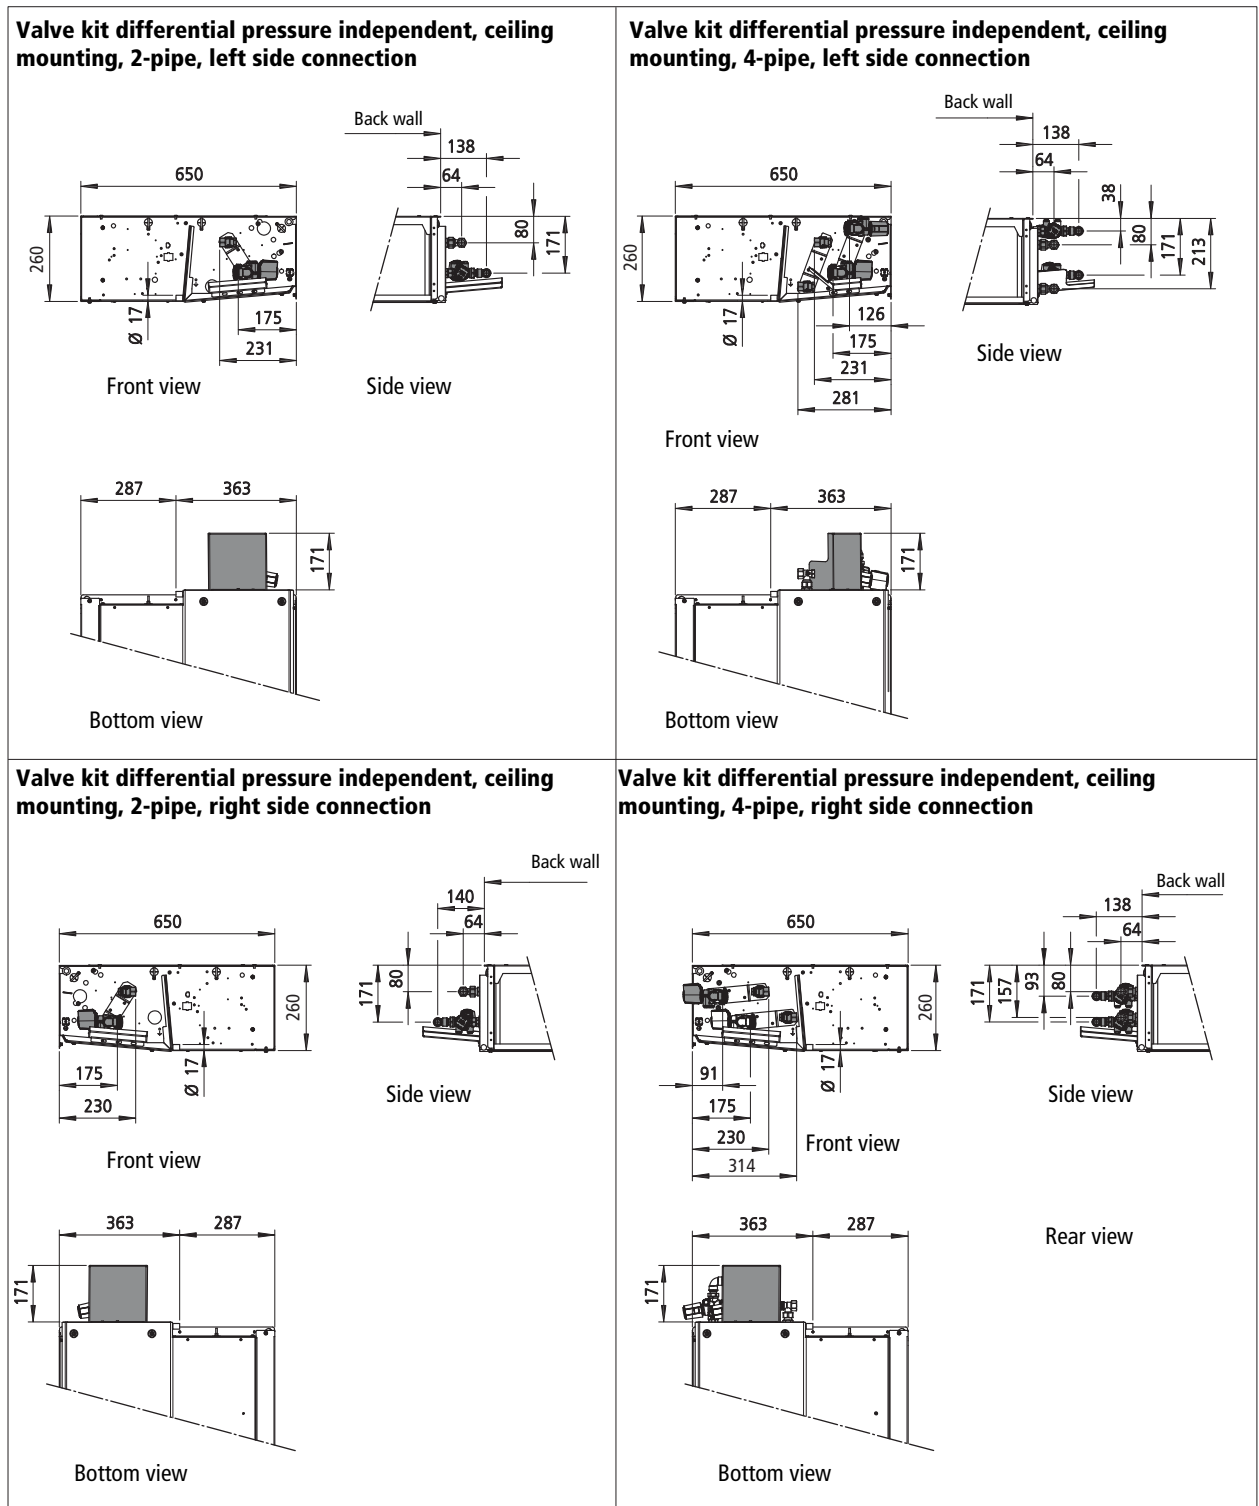 Valve kit differential pressure independent, ceiling
mounting, 2-pipe, left side connection
Back wall
138
64
650
260
80
171
Ø 17
175
231
Front view
Side view
287
363
171
Bottom view
Valve kit differential pressure independent, ceiling
mounting, 4-pipe, left side connection
Back wall
138
64
650
260
38
80
171
213
Ø 17
126
175
231
281
Side view
Front view
287
363
171
Bottom view
Valve kit differential pressure independent, ceiling
mounting, 2-pipe, right side connection
Back wall
140
64
650
260
171
80
Ø 17
175
230
Side view
Front view
363
287
171
Bottom view
Valve kit differential pressure independent, ceiling
mounting, 4-pipe, right side connection
Back wall
138
64
650
260
171
157
93
80
Ø 17
91
175
230
314
Side view
Front view
363
287
171
Rear view
Bottom view